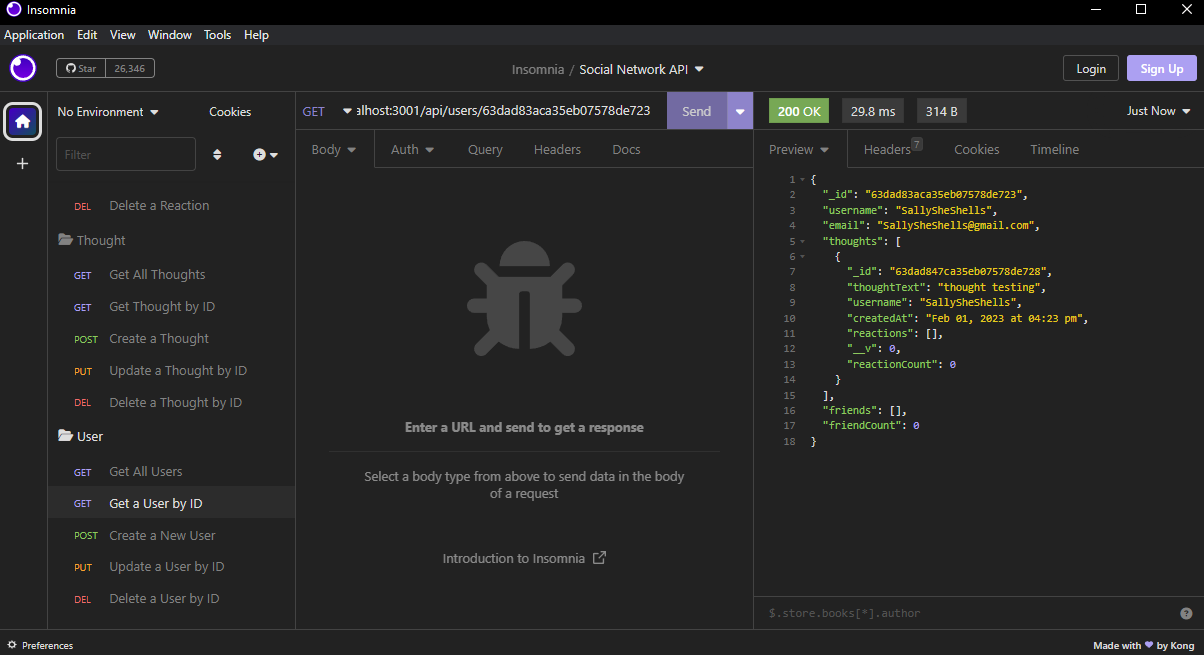 Insomnia
Application Edit View Window Tools Help
Star 26,346
Insomnia / Social Network API
Login Sign Up
No Environment Cookies
Filter
DEL Delete a Reaction
Thought
GET Get All Thoughts
GET Get Thought by ID
POST Create a Thought
PUT Update a Thought by ID
DEL Delete a Thought by ID
User
GET Get All Users
GET Get a User by ID
POST Create a New User
PUT Update a User by ID
DEL Delete a User by ID
GET alhost:3001/api/users/63dad83aca35eb07578de723 Send
Body Auth Query Headers Docs
Enter a URL and send to get a response
Select a body type from above to send data in the body
of a request
Introduction to Insomnia
200 OK 29.8 ms 314 B Just Now
Preview Headers 7 Cookies Timeline
1 {
2 "_id": "63dad83aca35eb07578de723",
3 "username": "SallySheShells",
4 "email": "SallySheShells@gmail.com",
5 "thoughts": [
6 {
7 "_id": "63dad847ca35eb07578de728",
8 "thoughtText": "thought testing",
9 "username": "SallySheShells",
10 "createdAt": "Feb 01, 2023 at 04:23 pm",
11 "reactions": [],
12 "__v": 0,
13 "reactionCount": 0
14 }
15 ],
16 "friends": [],
17 "friendCount": 0
18 }
$.store.books[*].author
Preferences
Made with ♥ by Kong